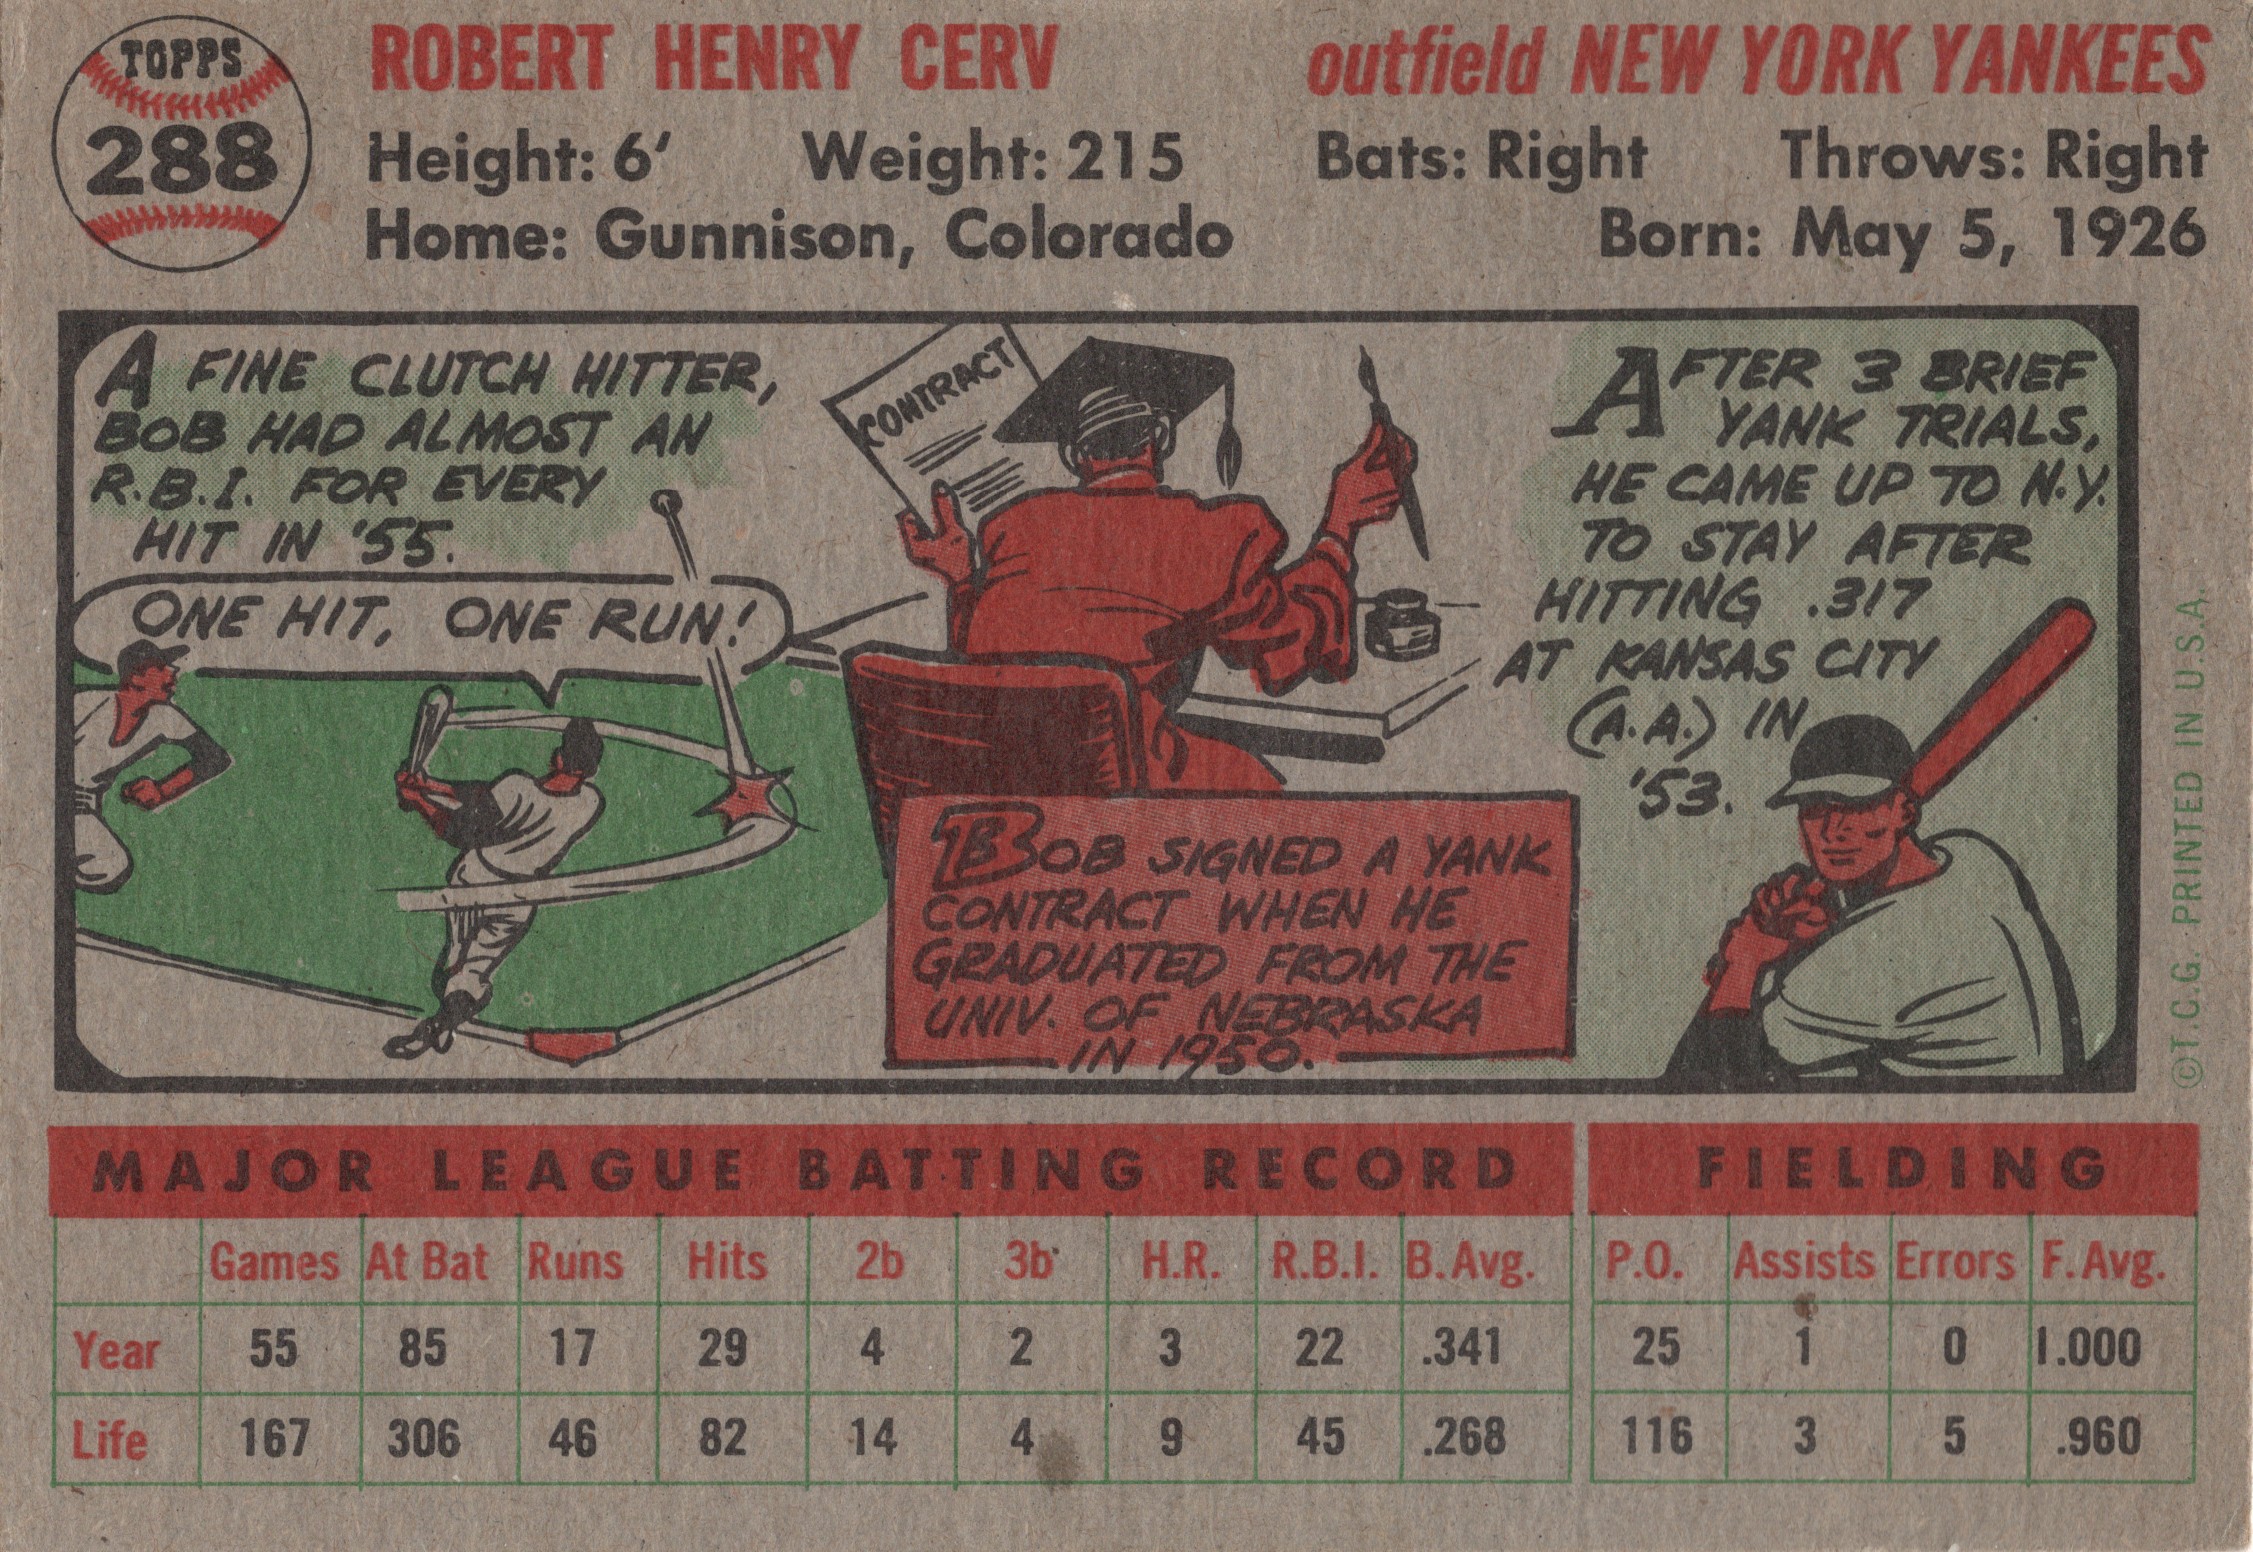 TOPPS
288
ROBERT HENRY CERV
outfield NEW YORK YANKEES
Height: 6' Weight: 215 Bats: Right Throws: Right
Home: Gunnison, Colorado Born: May 5, 1926
A FINE CLUTCH HITTER,
BOB HAD ALMOST AN
R.B.I. FOR EVERY
HIT IN '55.
ONE HIT, ONE RUN!
CONTRACT
BOB SIGNED A YANK
CONTRACT WHEN HE
GRADUATED FROM THE
UNIV. OF NEBRASKA
IN 1950.
AFTER 3 BRIEF
YANK TRIALS,
HE CAME UP TO N.Y.
TO STAY AFTER
HITTING .317
AT KANSAS CITY
(A.A.) IN
'53.
©T.C.G. PRINTED IN U.S.A.
MAJOR LEAGUE BATTING RECORD FIELDING
Games At Bat Runs Hits 2b 3b H.R. R.B.I. B. Avg. P.O. Assists Errors F. Avg.
Year 55 85 17 29 4 2 3 22 .341 25 1 0 1.000
Life 167 306 46 82 14 4 9 45 .268 116 3 5 .960